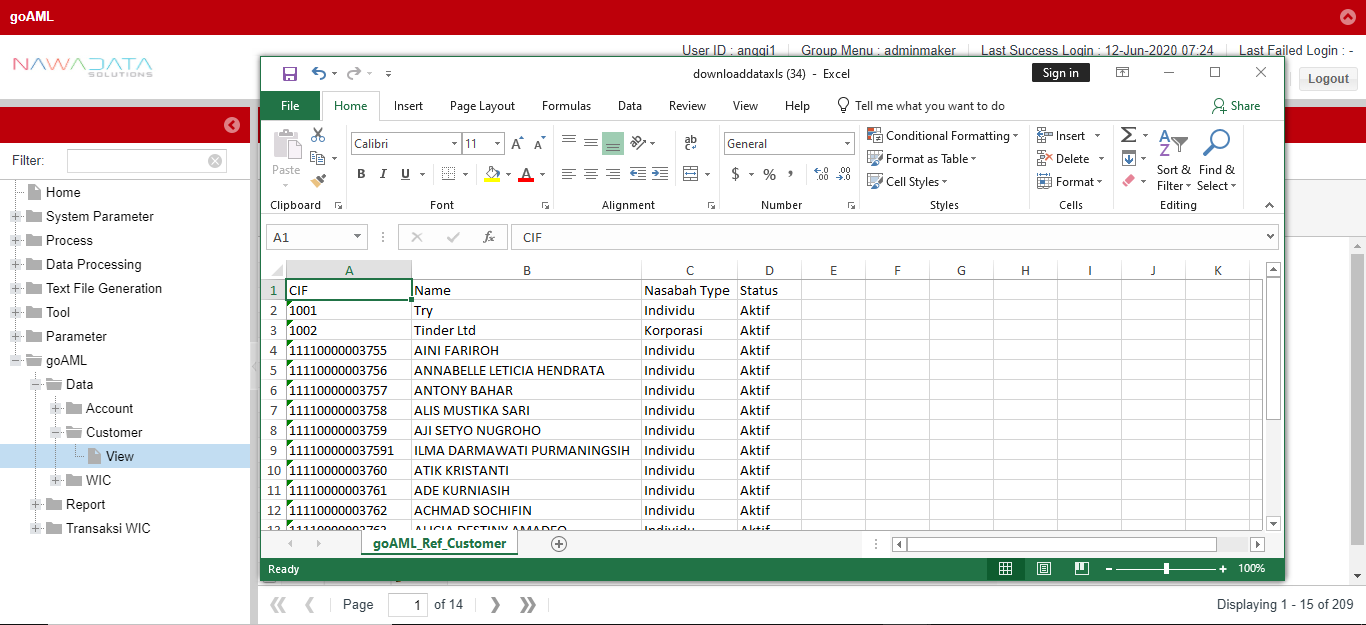 goAML
NAWADATA
SOLUTIONS
User ID : anggi1 Group Menu : adminmaker Last Success Login : 12-Jun-2020 07:24 Last Failed Login : -
Logout
Filter:
Home
System Parameter
Process
Data Processing
Text File Generation
Tool
Parameter
goAML
Data
Account
Customer
View
WIC
Report
Transaksi WIC
downloaddataxls (34) - Excel
Sign in
File Home Insert Page Layout Formulas Data Review View Help Tell me what you want to do Share
Paste
Clipboard
Calibri 11
B I U
Font
ab
Alignment
General
$ % ,
Number
Conditional Formatting
Format as Table
Cell Styles
Styles
Insert
Delete
Format
Cells
Sort & Filter
Find & Select
Editing
A1 fx CIF
A B C D E F G H I J K
1 CIF Name Nasabah Type Status
2 1001 Try Individu Aktif
3 1002 Tinder Ltd Korporasi Aktif
4 11110000003755 AINI FARIROH Individu Aktif
5 11110000003756 ANNABELLE LETICIA HENDRATA Individu Aktif
6 11110000003757 ANTONY BAHAR Individu Aktif
7 11110000003758 ALIS MUSTIKA SARI Individu Aktif
8 11110000003759 AJI SETYO NUGROHO Individu Aktif
9 111100000037591 ILMA DARMAWATI PURMANINGSIH Individu Aktif
10 11110000003760 ATIK KRISTANTI Individu Aktif
11 11110000003761 ADE KURNIASIH Individu Aktif
12 11110000003762 ACHMAD SOCHIFIN Individu Aktif
13 11110000003763 ALICIA DESTINY AMADEO Individu Aktif
goAML_Ref_Customer
Ready 100%
Page 1 of 14 Displaying 1 - 15 of 209